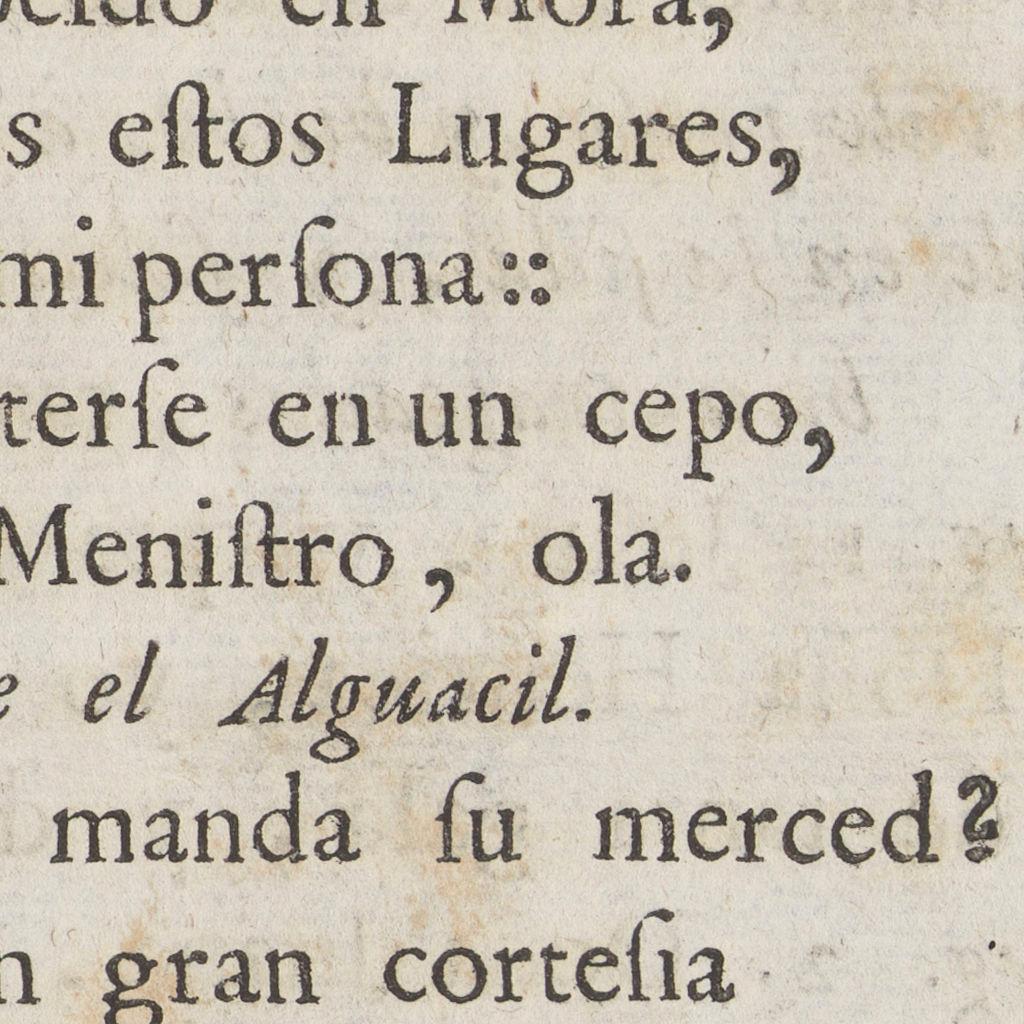 en Mora,
s eſtos Lugares,
mi perſona::
terſe en un cepo,
Meniſtro, ola.
e el Alguacil.
manda ſu merced?
n gran corteſia